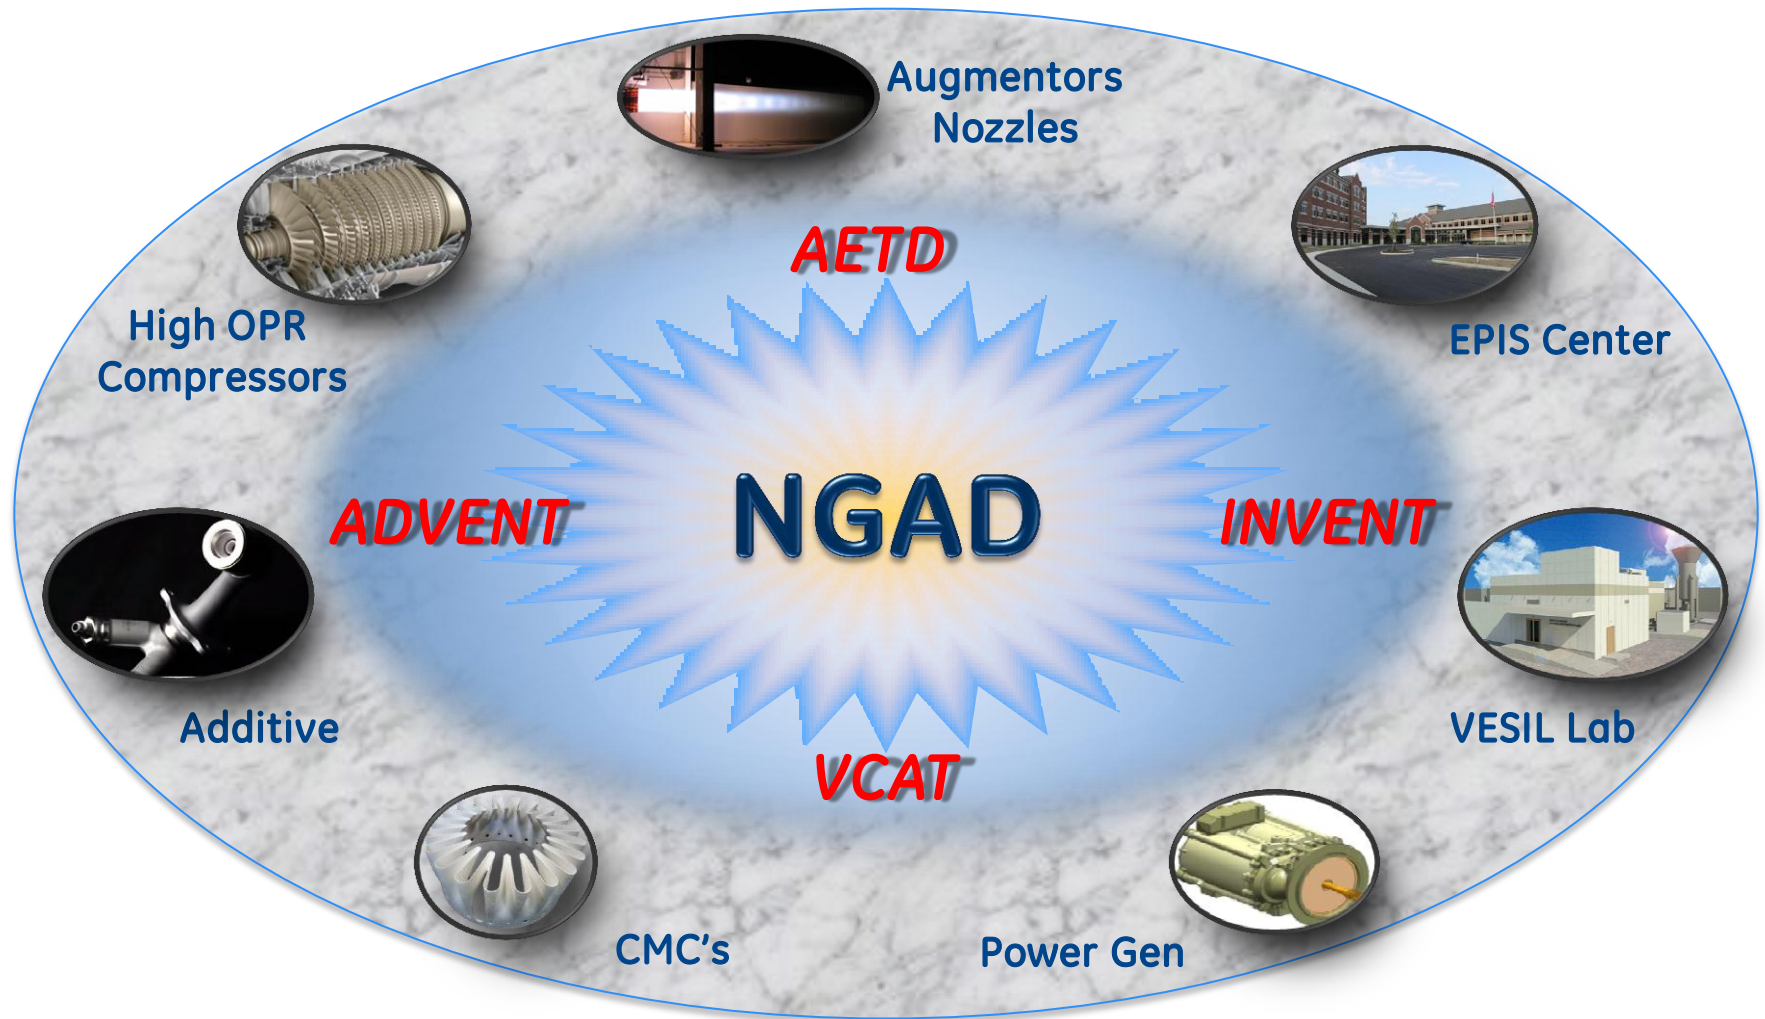 Augmentors
Nozzles
High OPR
Compressors
EPIS Center
AETD
NGAD
ADVENT
INVENT
Additive
VESIL Lab
VCAT
CMC's
Power Gen